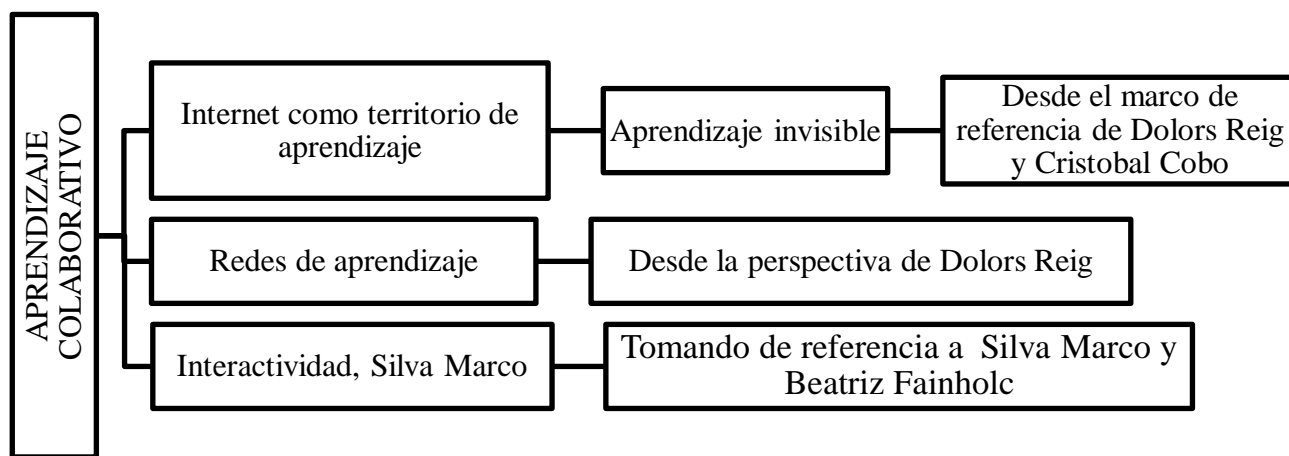 APRENDIZAJE
COLABORATIVO
Internet como territorio de
aprendizaje
Aprendizaje invisible
Desde el marco de
referencia de Dolors Reig
y Cristobal Cobo
Redes de aprendizaje
Desde la perspectiva de Dolors Reig
Interactividad, Silva Marco
Tomando de referencia a  Silva Marco y
Beatriz Fainholc